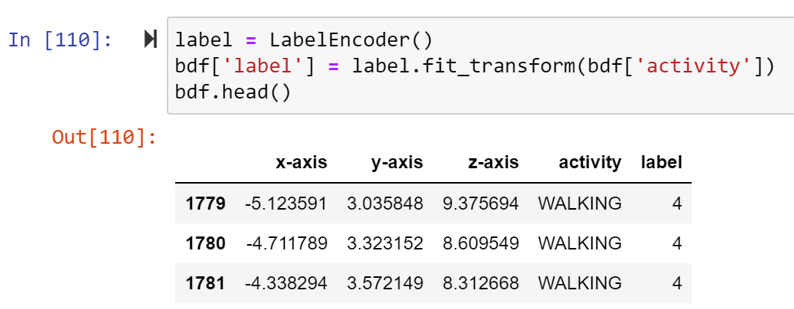 In [110]: label = LabelEncoder()
bdf['label'] = label.fit_transform(bdf['activity'])
bdf.head()
Out[110]:
x-axis y-axis z-axis activity label
1779 -5.123591 3.035848 9.375694 WALKING 4
1780 -4.711789 3.323152 8.609549 WALKING 4
1781 -4.338294 3.572149 8.312668 WALKING 4